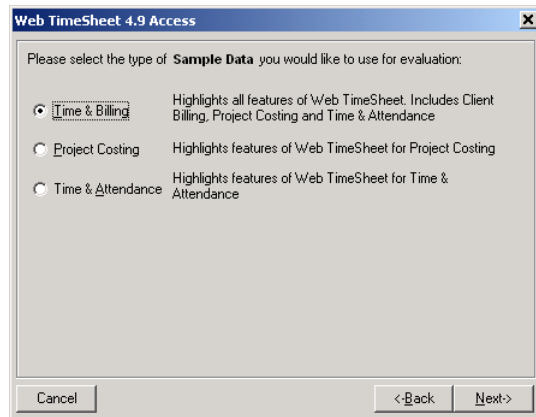 Web TimeSheet 4.9 Access
Please select the type of Sample Data you would like to use for evaluation:
Time & Billing
Highlights all features of Web TimeSheet. Includes Client
Billing, Project Costing and Time & Attendance
Project Costing
Highlights features of Web TimeSheet for Project Costing
Time & Attendance
Highlights features of Web TimeSheet for Time &
Attendance
Cancel
<-Back
Next->